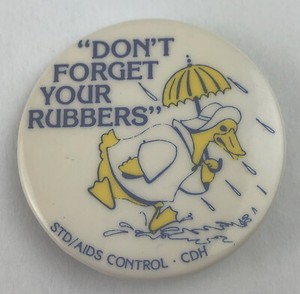 "DON'T
FORGET
YOUR
RUBBERS"
STD/AIDS CONTROL · CDH